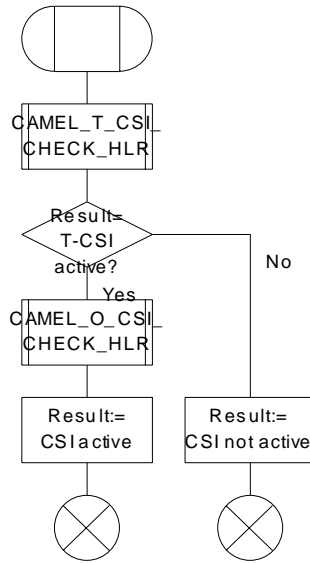 CAMEL_T_CSI_
CHECK_HLR
Result=
T-CSI
active?
No
Yes
CAMEL_O_CSI_
CHECK_HLR
Result:=
CSI active
Result:=
CSI not active